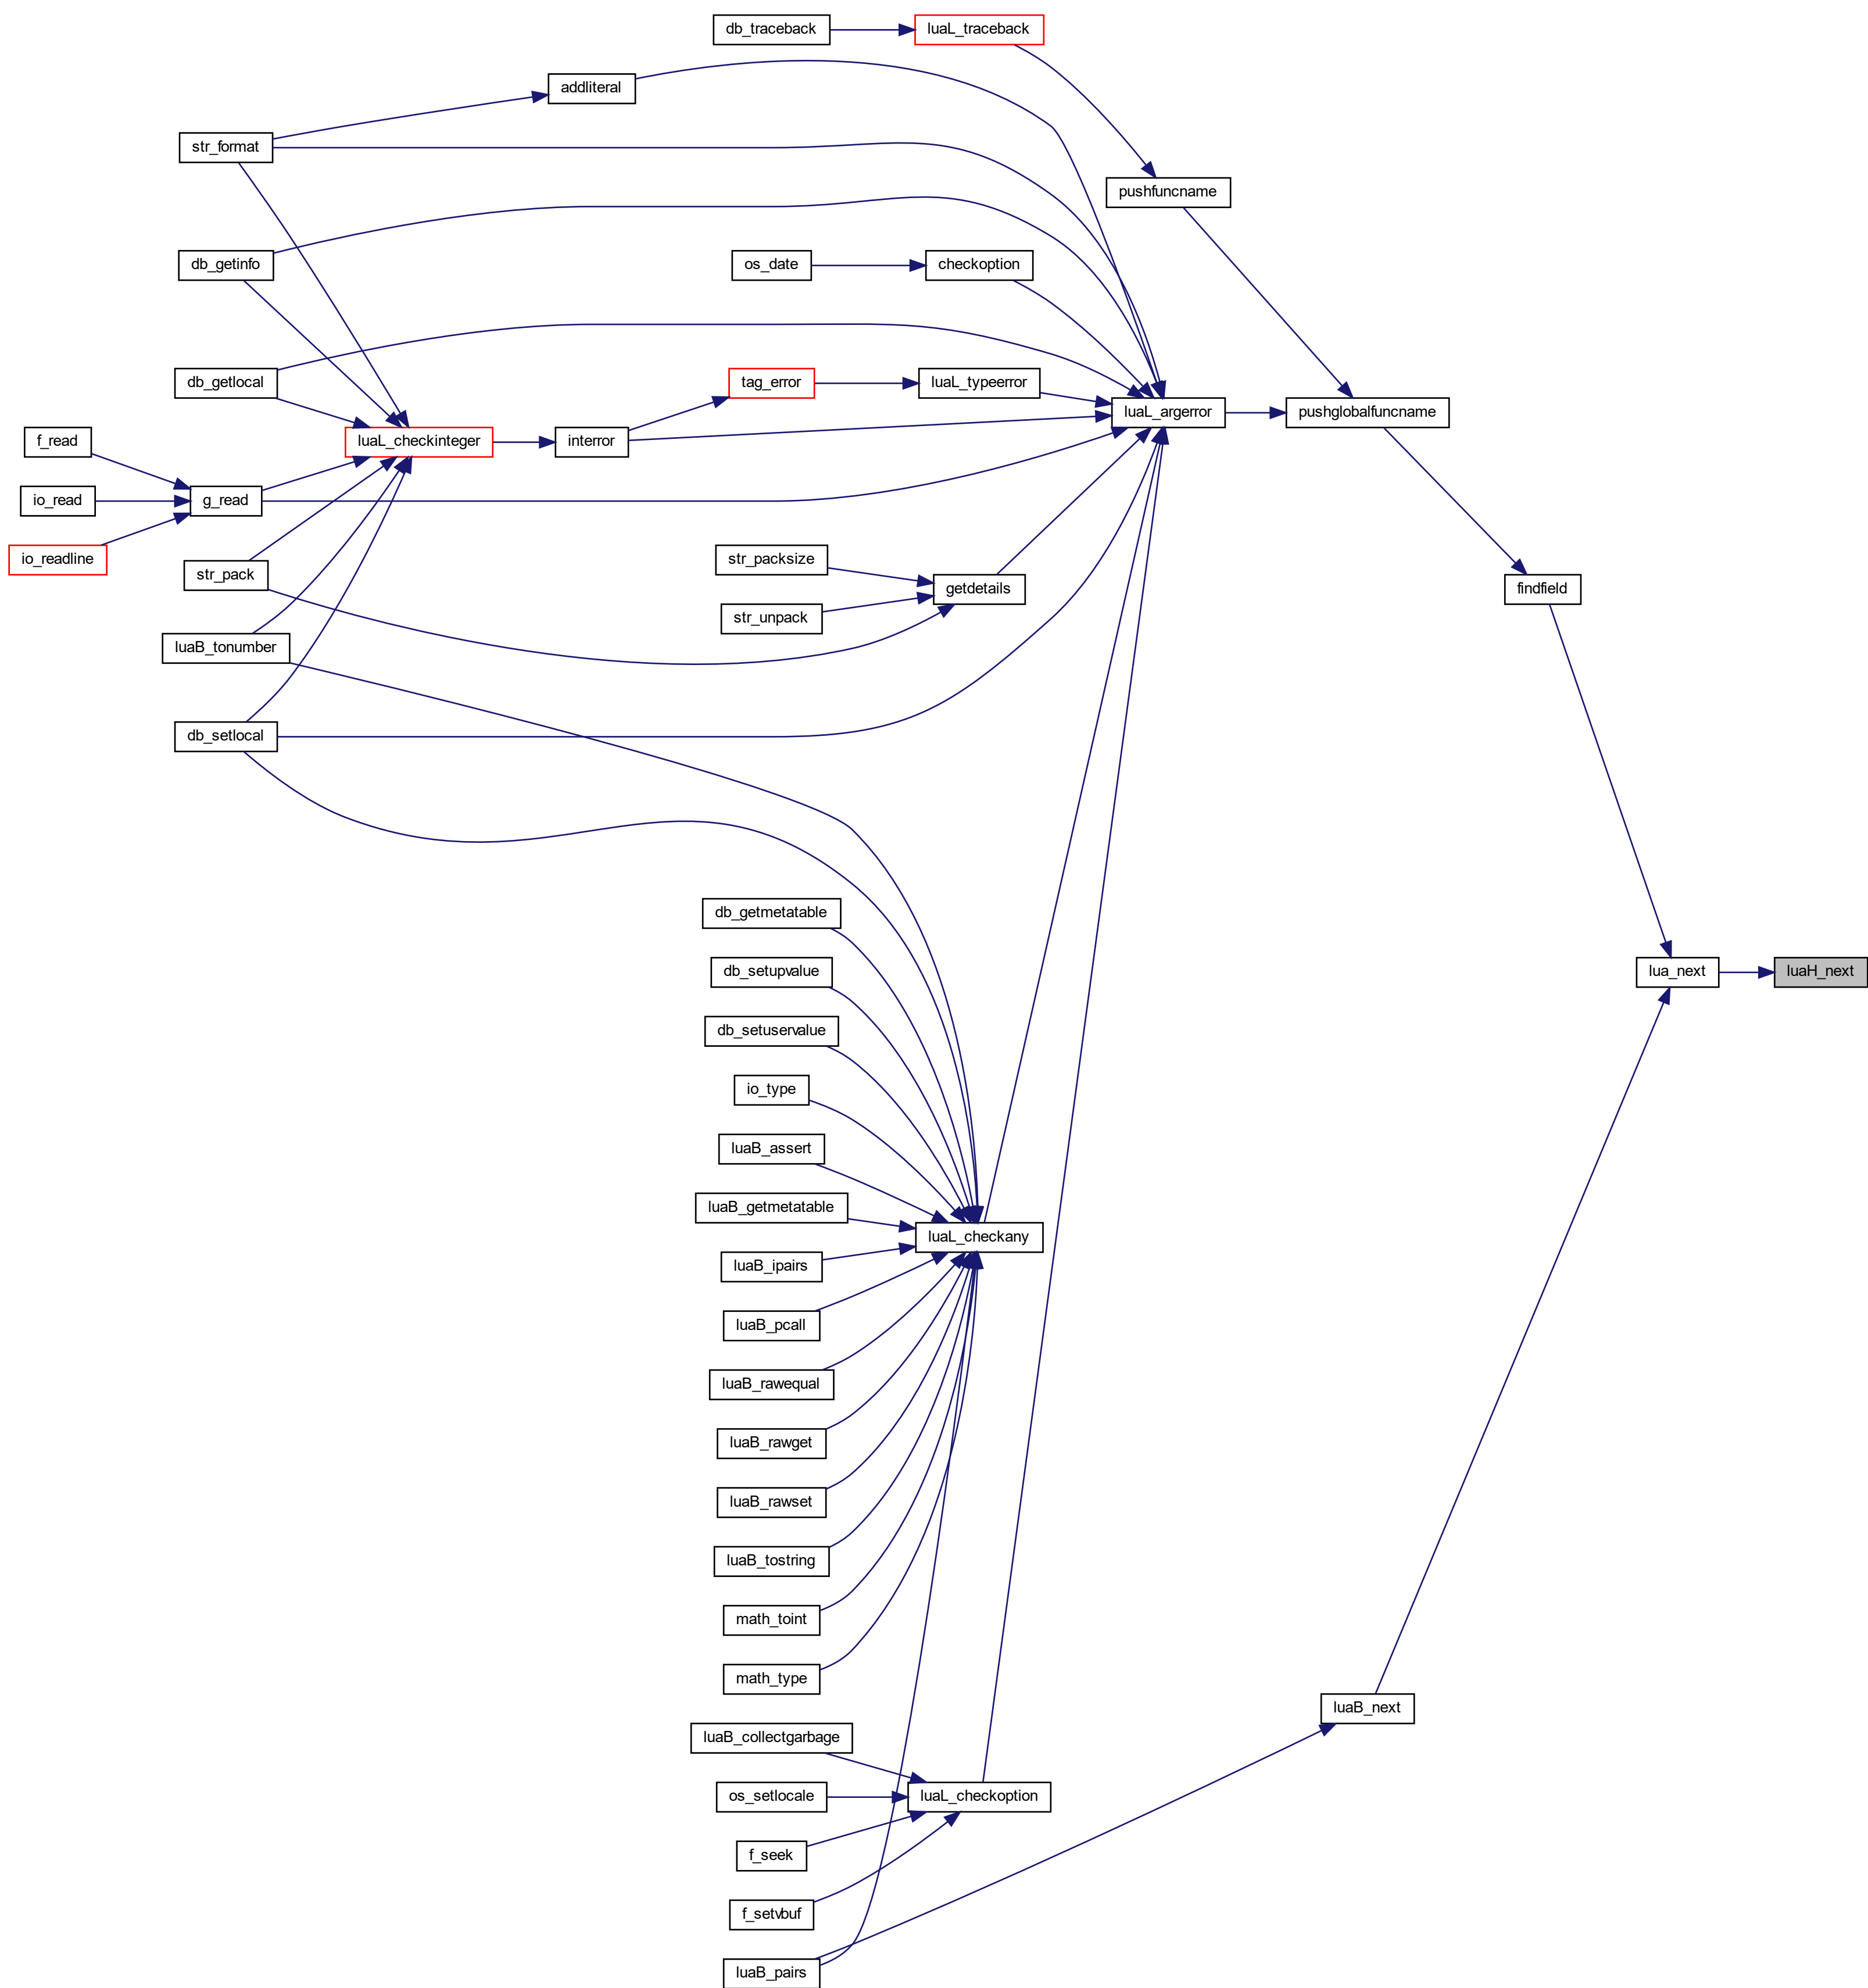 db_traceback
luaL_traceback
addliteral
str_format
pushfuncname
db_getinfo
os_date
checkoption
db_getlocal
tag_error
luaL_typeerror
luaL_argerror
pushglobalfuncname
f_read
luaL_checkinteger
interror
io_read
g_read
io_readline
str_pack
str_packsize
getdetails
findfield
str_unpack
luaB_tonumber
db_setlocal
db_getmetatable
db_setupvalue
lua_next
luaH_next
db_setuservalue
io_type
luaB_assert
luaB_getmetatable
luaL_checkany
luaB_ipairs
luaB_pcall
luaB_rawequal
luaB_rawget
luaB_rawset
luaB_tostring
math_toint
math_type
luaB_next
luaB_collectgarbage
os_setlocale
luaL_checkoption
f_seek
f_setvbuf
luaB_pairs